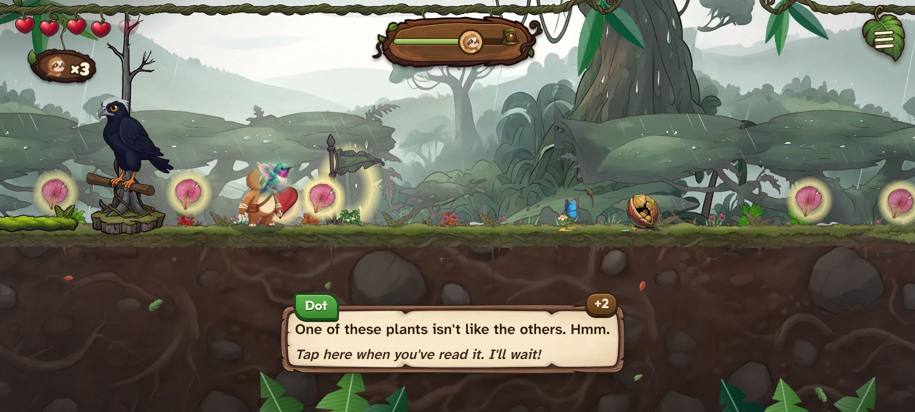 ×3
Dot
+2
One of these plants isn't like the others. Hmm.
Tap here when you've read it. I'll wait!